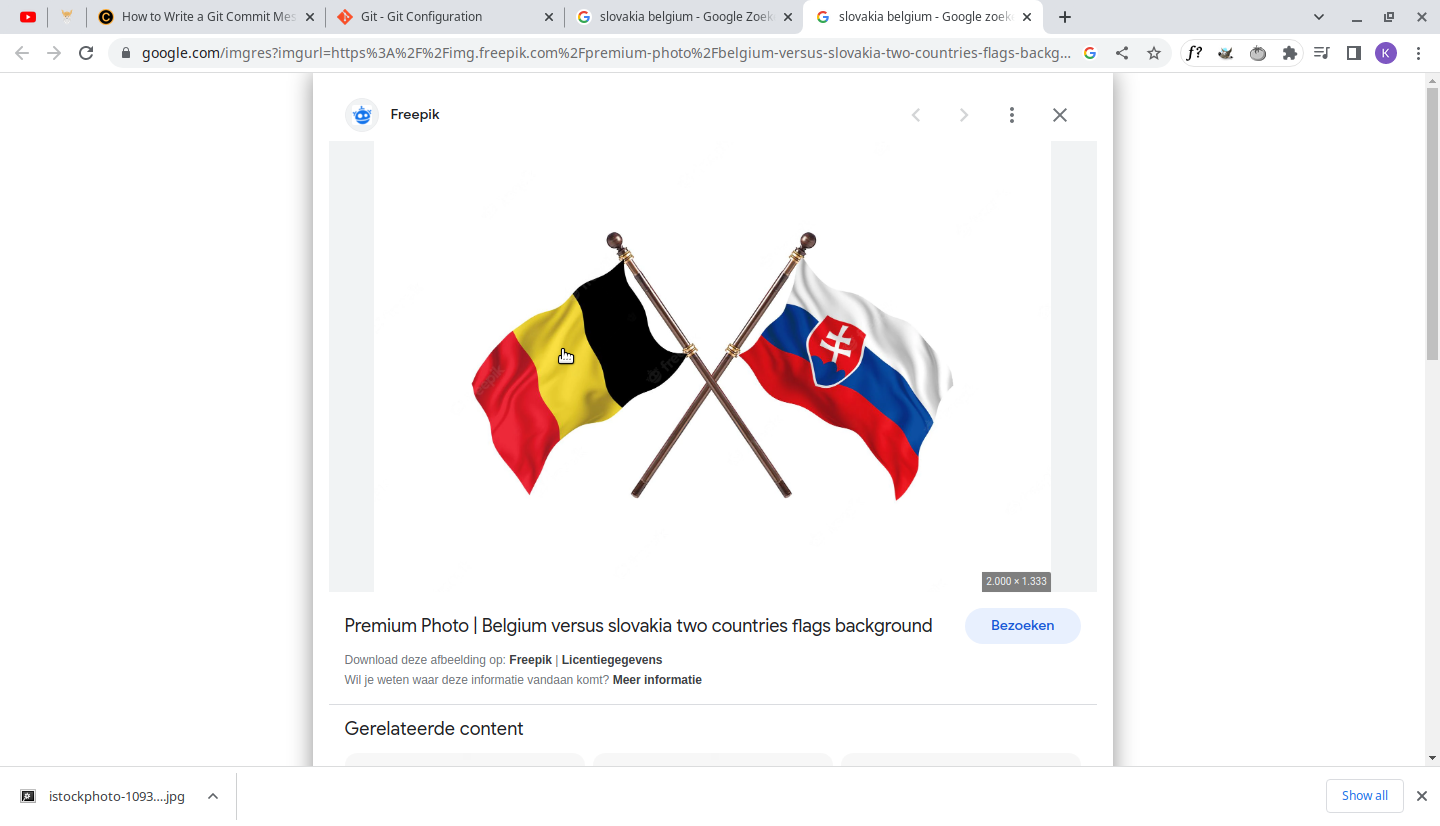 How to Write a Git Commit Mes
Git - Git Configuration
slovakia belgium - Google Zoek
slovakia belgium - Google zoek
google.com/imgres?imgurl=https%3A%2F%2Fimg.freepik.com%2Fpremium-photo%2Fbelgium-versus-slovakia-two-countries-flags-backg...
f?
K
Freepik
2.000 × 1.333
Premium Photo | Belgium versus slovakia two countries flags background
Bezoeken
Download deze afbeelding op: Freepik | Licentiegegevens
Wil je weten waar deze informatie vandaan komt? Meer informatie
Gerelateerde content
istockphoto-1093....jpg
Show all